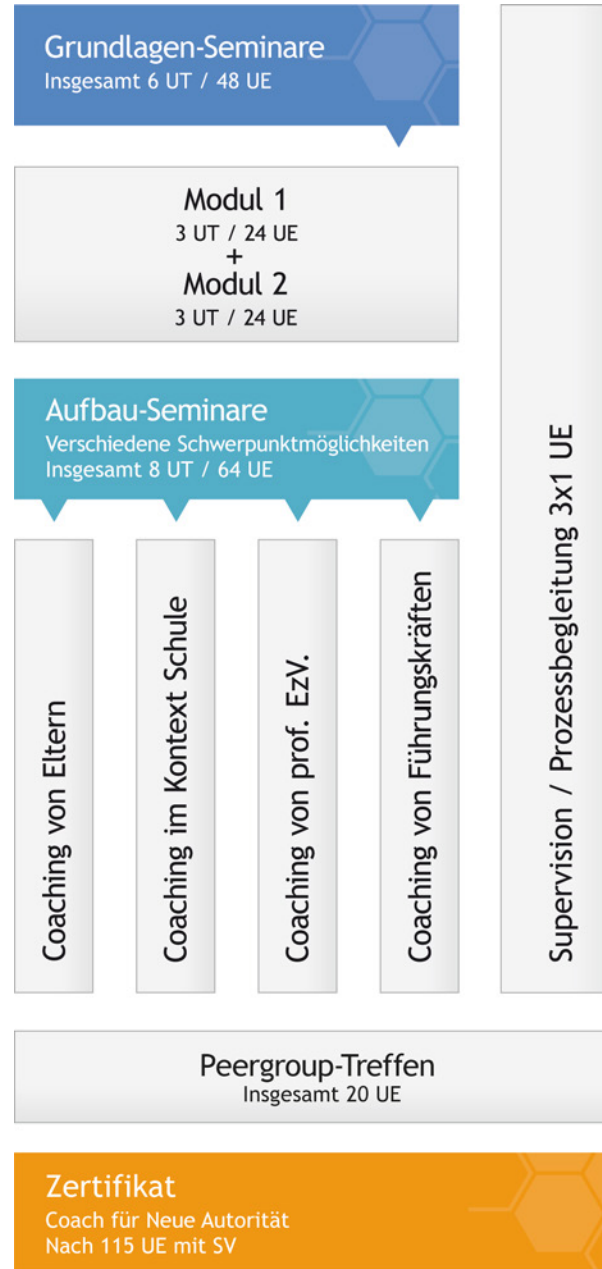 Grundlagen-Seminare
Insgesamt 6 UT / 48 UE
Modul 1
3 UT / 24 UE
+
Modul 2
3 UT / 24 UE
Aufbau-Seminare
Verschiedene Schwerpunktmöglichkeiten
Insgesamt 8 UT / 64 UE
Coaching von Eltern
Coaching im Kontext Schule
Coaching von prof. EzV.
Coaching von Führungskräften
Supervision / Prozessbegleitung 3x1 UE
Peergroup-Treffen
Insgesamt 20 UE
Zertifikat
Coach für Neue Autorität
Nach 115 UE mit SV